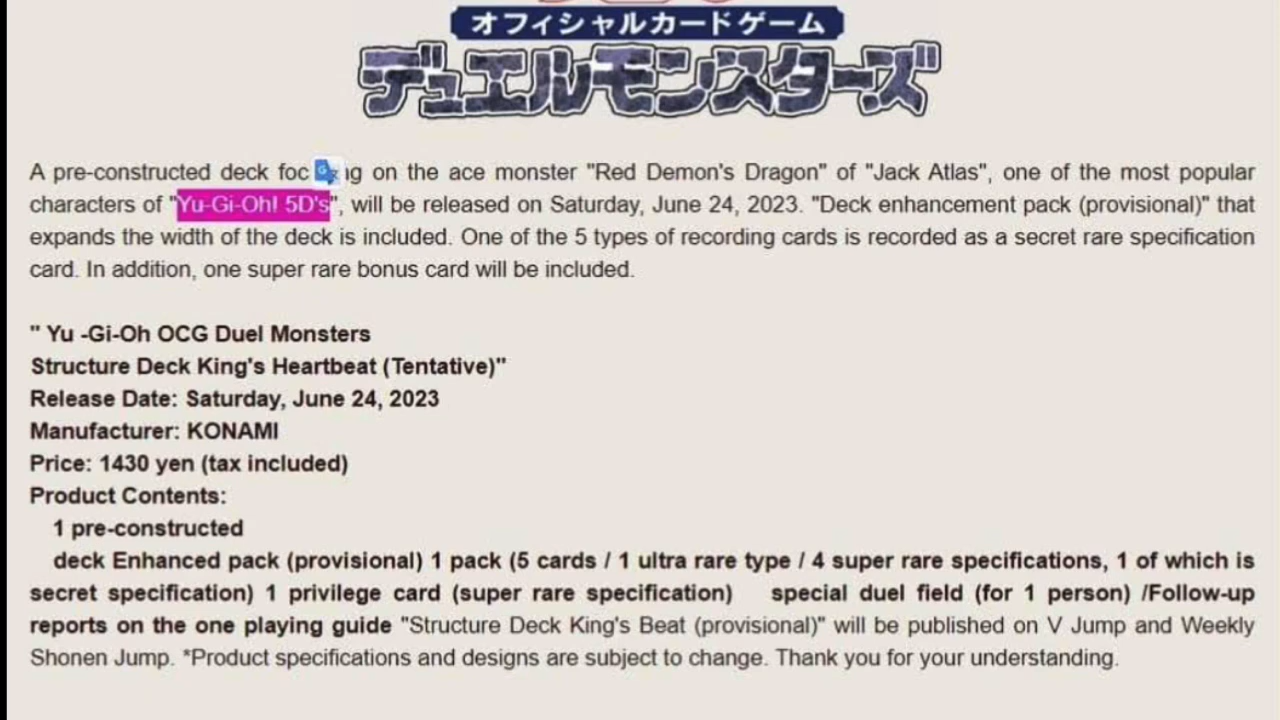 オフィシャルカードゲーム
デュエルモンスターズ
A pre-constructed deck foc ng on the ace monster "Red Demon's Dragon" of "Jack Atlas", one of the most popular
characters of "Yu-Gi-Oh! 5D's", will be released on Saturday, June 24, 2023. "Deck enhancement pack (provisional)" that
expands the width of the deck is included. One of the 5 types of recording cards is recorded as a secret rare specification
card. In addition, one super rare bonus card will be included.
" Yu -Gi-Oh OCG Duel Monsters
Structure Deck King's Heartbeat (Tentative)"
Release Date: Saturday, June 24, 2023
Manufacturer: KONAMI
Price: 1430 yen (tax included)
Product Contents:
1 pre-constructed
deck Enhanced pack (provisional) 1 pack (5 cards / 1 ultra rare type / 4 super rare specifications, 1 of which is
secret specification) 1 privilege card (super rare specification) special duel field (for 1 person) /Follow-up
reports on the one playing guide "Structure Deck King's Beat (provisional)" will be published on V Jump and Weekly
Shonen Jump. *Product specifications and designs are subject to change. Thank you for your understanding.